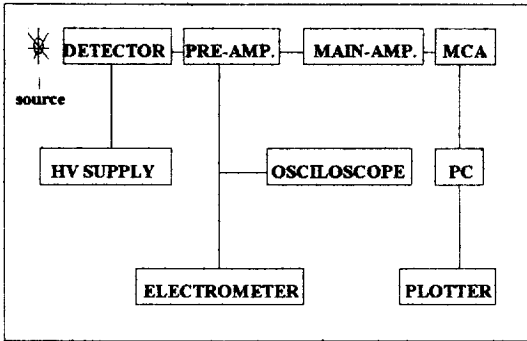 DETECTOR PRE-AMP. MAIN-AMP. MCA
source
HV SUPPLY OSCILOSCOPE PC
ELECTROMETER PLOTTER